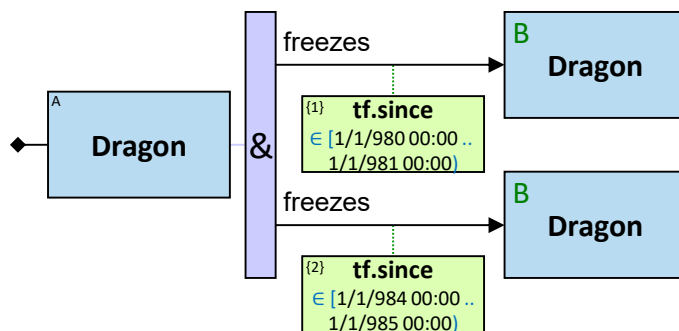 A
Dragon
&
freezes
B
Dragon
{1} tf.since
∈ [1/1/980 00:00 ..
1/1/981 00:00)
freezes
B
Dragon
{2} tf.since
∈ [1/1/984 00:00 ..
1/1/985 00:00)